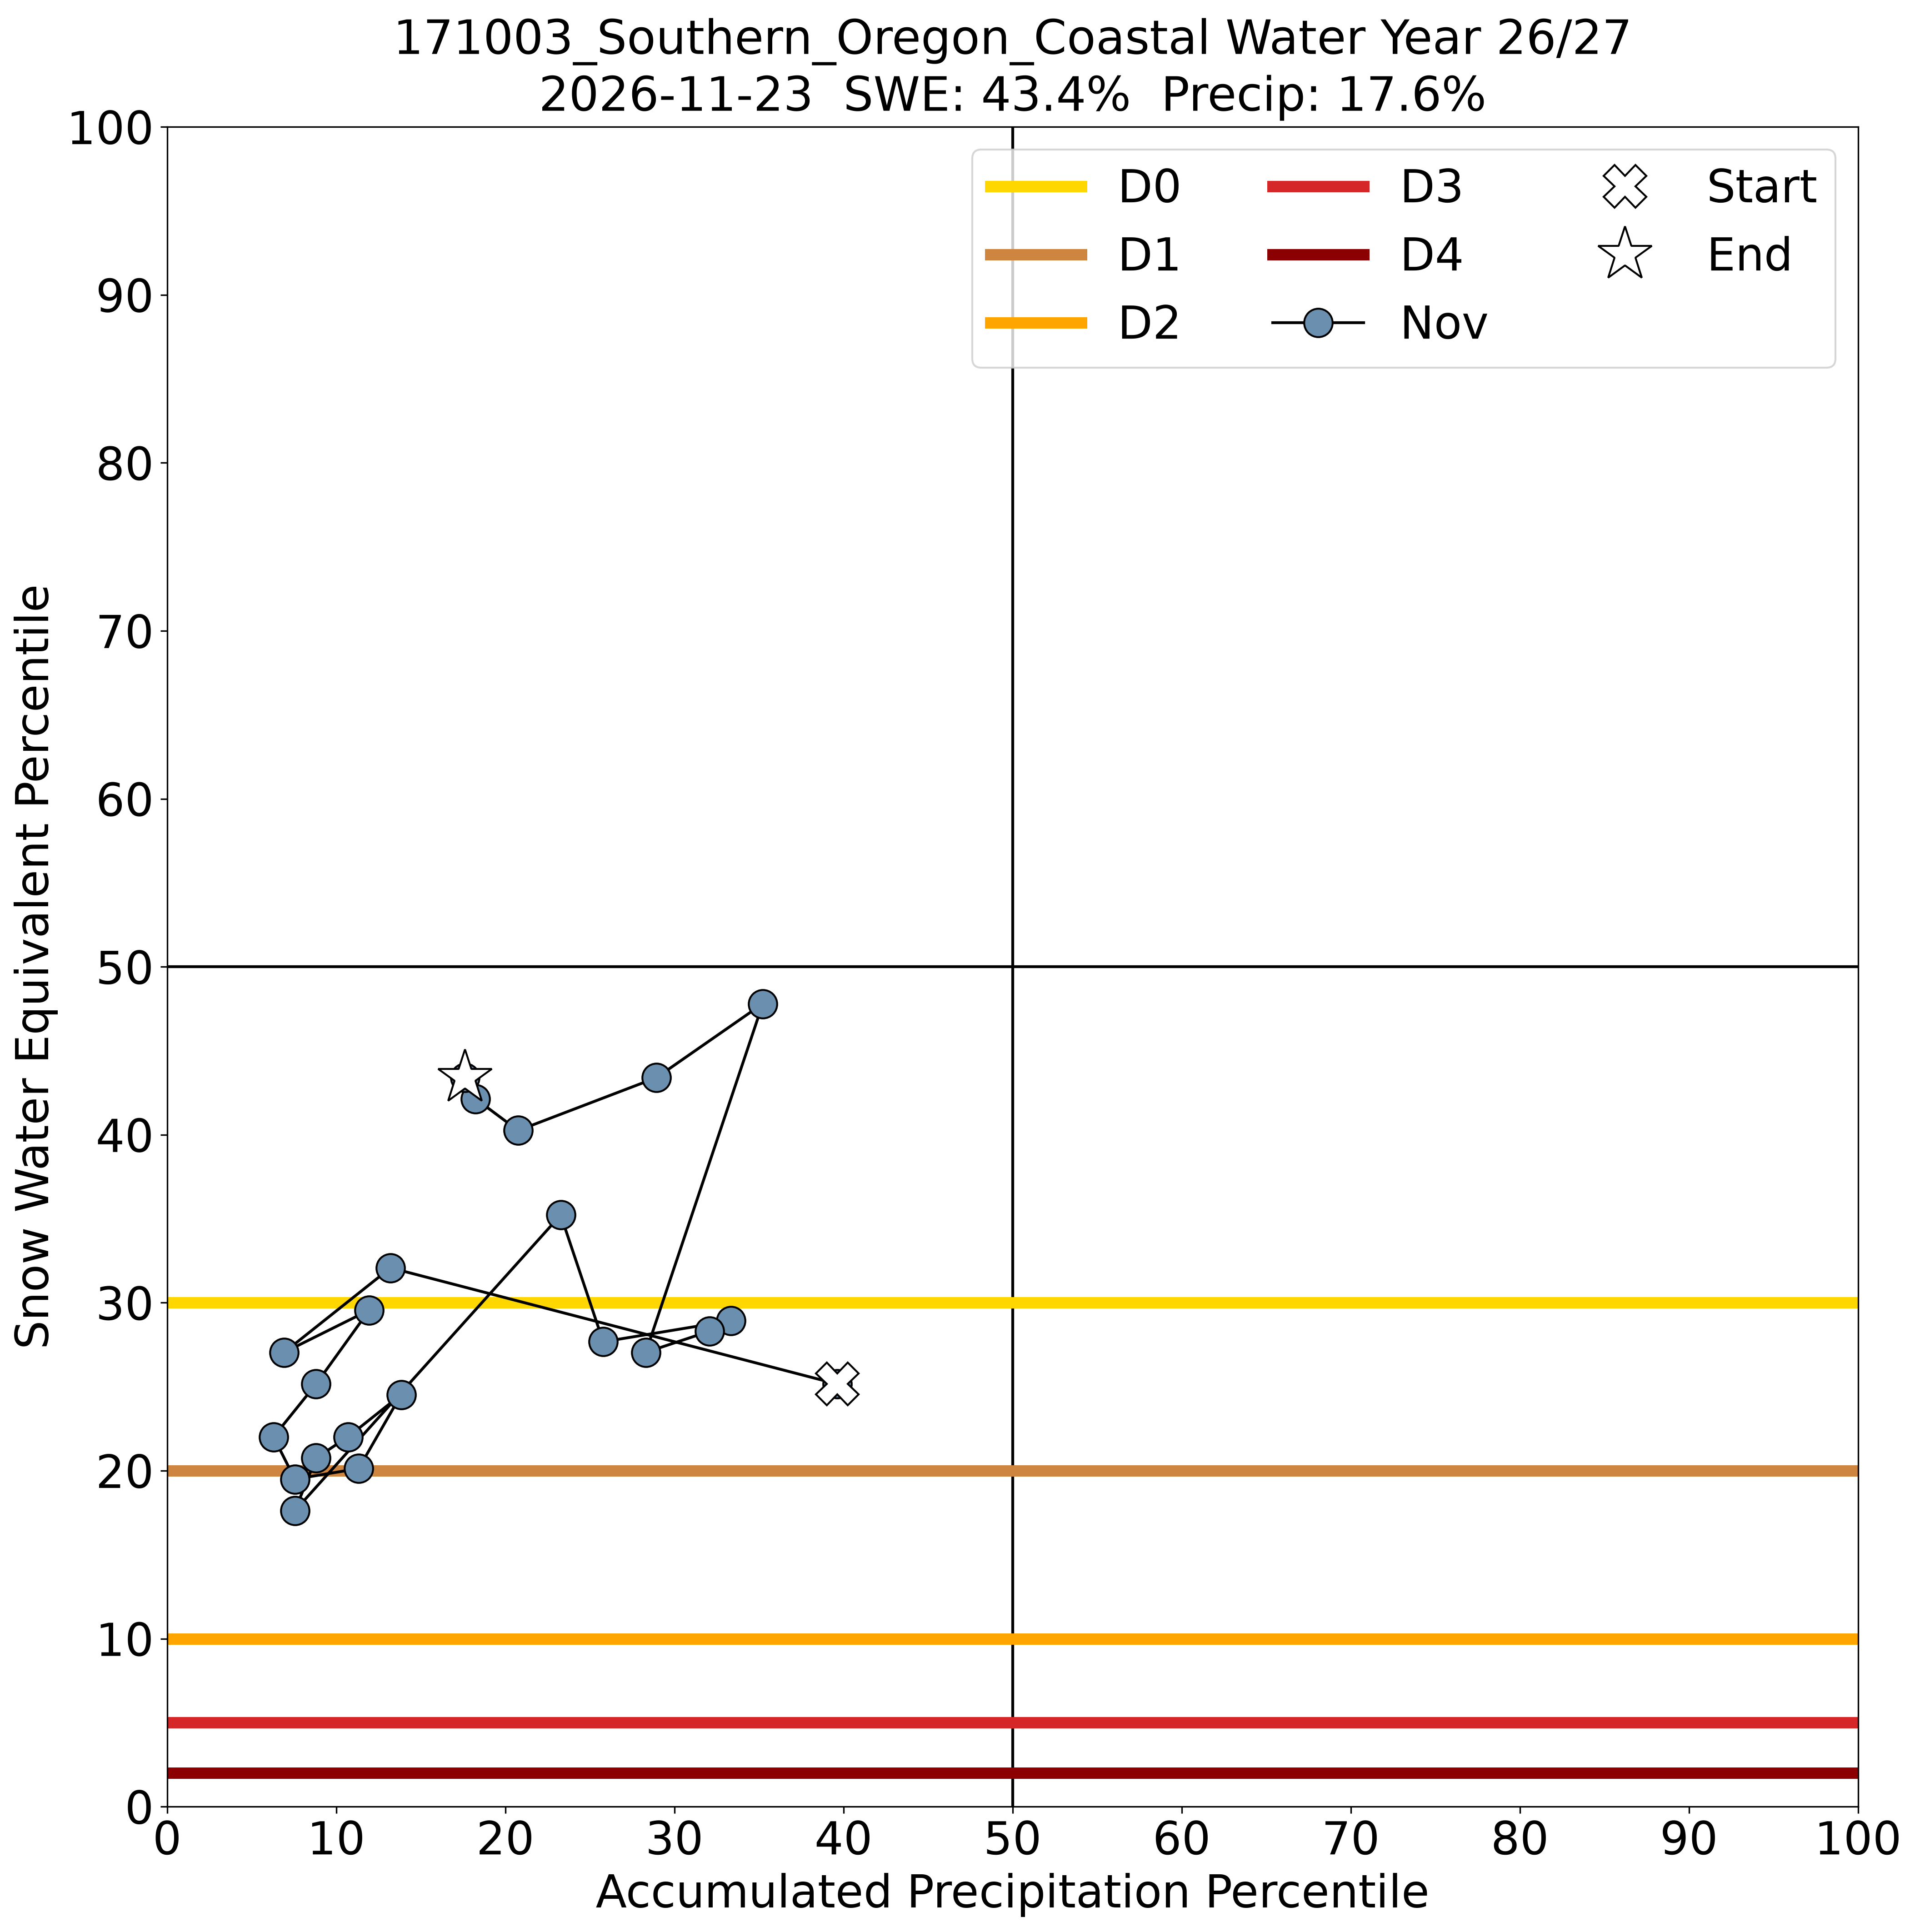 171003_Southern_Oregon_Coastal Water Year 26/27
2026-11-23  SWE: 43.4%  Precip: 17.6%
D0
D1
D2
D3
D4
Nov
Start
End
100
90
80
70
60
50
40
30
20
10
0
Snow Water Equivalent Percentile
0 10 20 30 40 50 60 70 80 90 100
Accumulated Precipitation Percentile